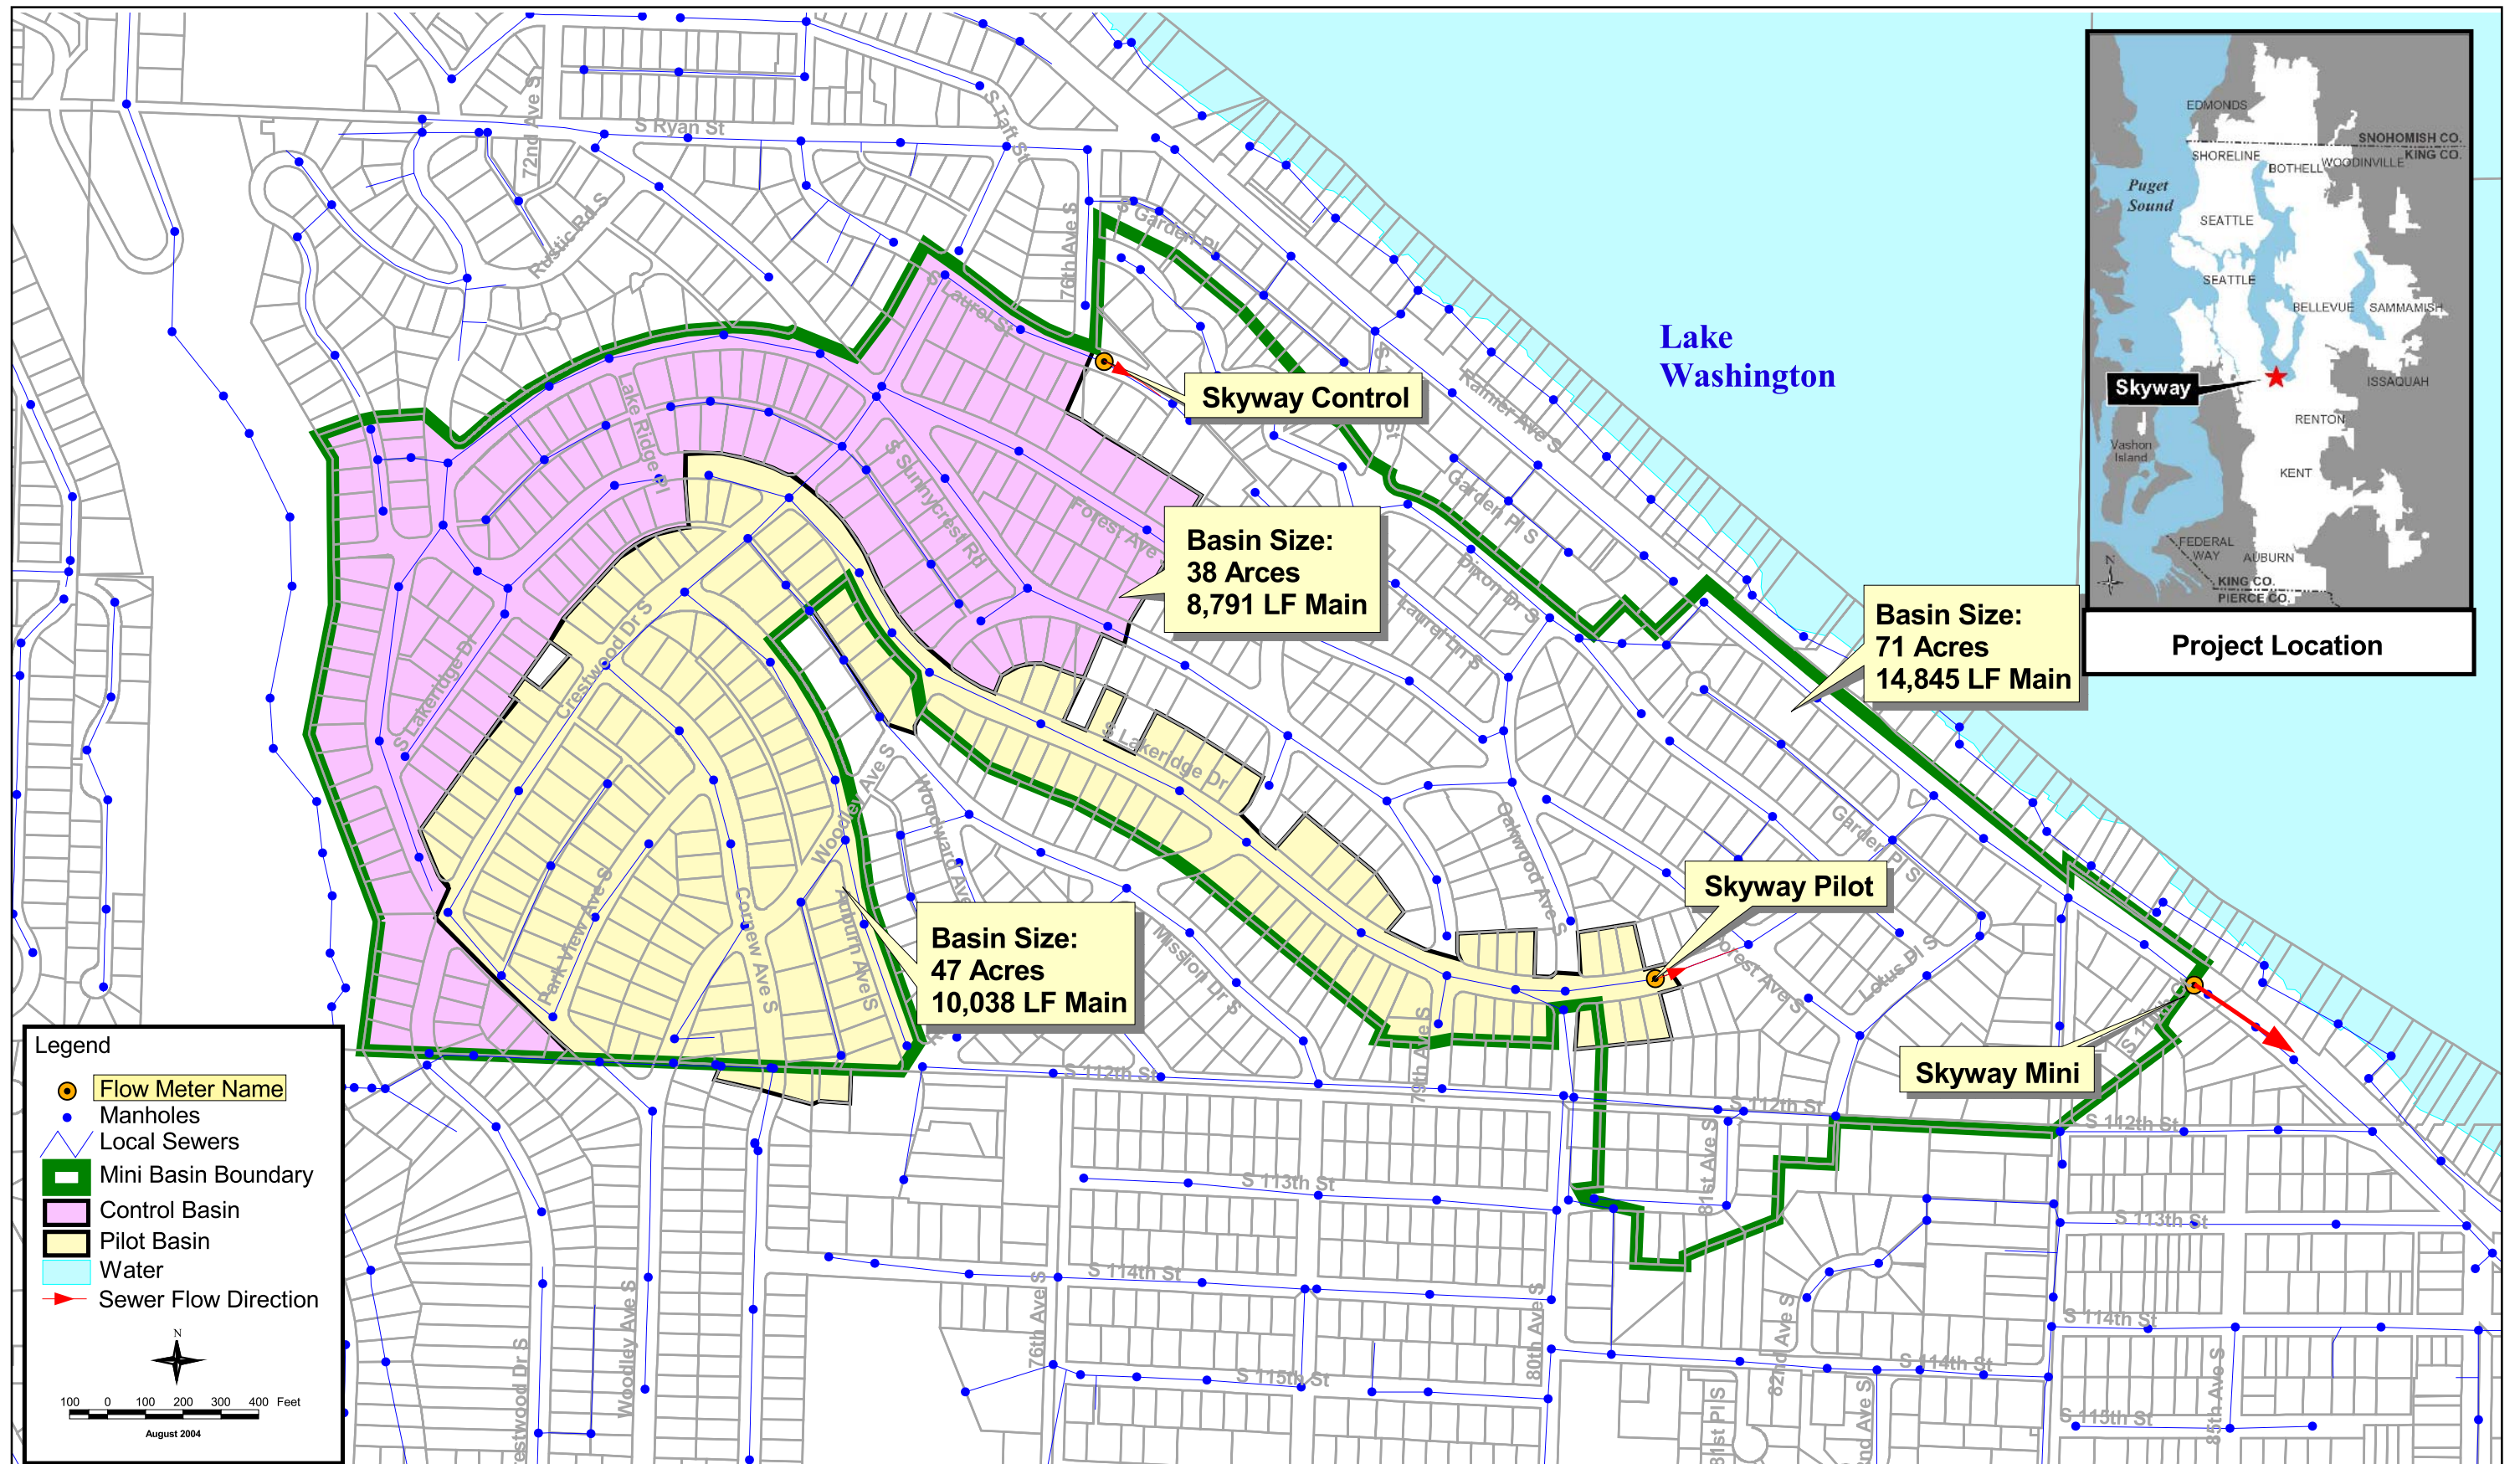 72nd Ave S
S Ryan St
S Taft St
Rustic Rd S
76th Ave S
S Garden Pl
S Laurel St
Lake Ridge Pl
S Sunnycrest Rd
Forest Ave
Rainier Ave S
Garden Pl S
Dixon Dr S
Laurel Ln S
Lake
Washington
Skyway Control
Basin Size:
38 Arces
8,791 LF Main
Basin Size:
71 Acres
14,845 LF Main
Crestwood Dr S
S Lakeridge Dr
S Lakeridge Dr
Woodley Ave S
Woodward Ave
Oakwood Ave S
Garden Pl S
Skyway Pilot
Park View Ave S
Cornew Ave S
Auburn Ave S
Basin Size:
47 Acres
10,038 LF Main
Mission Dr S
Forest Ave S
Lotus Pl S
79th Ave S
Skyway Mini
S 112th St
S 112th St
S 112th St
S 113th St
81st Ave S
S 113th St
S 114th St
76th Ave S
80th Ave S
82nd Ave S
S 114th St
S 114th St
S 115th St
S 115th St
81st Pl S
85th Ave S
Woodley Ave S
restwood Dr S
nd Ave S
EDMONDS
SNOHOMISH CO.
KING CO.
SHORELINE
BOTHELL
WOODINVILLE
Puget
Sound
SEATTLE
SEATTLE
BELLEVUE
SAMMAMISH
Skyway
ISSAQUAH
RENTON
Vashon
Island
KENT
FEDERAL
WAY
AUBURN
N
KING CO.
PIERCE CO.
Project Location
Legend
Flow Meter Name
Manholes
Local Sewers
Mini Basin Boundary
Control Basin
Pilot Basin
Water
Sewer Flow Direction
N
100 0 100 200 300 400 Feet
August 2004